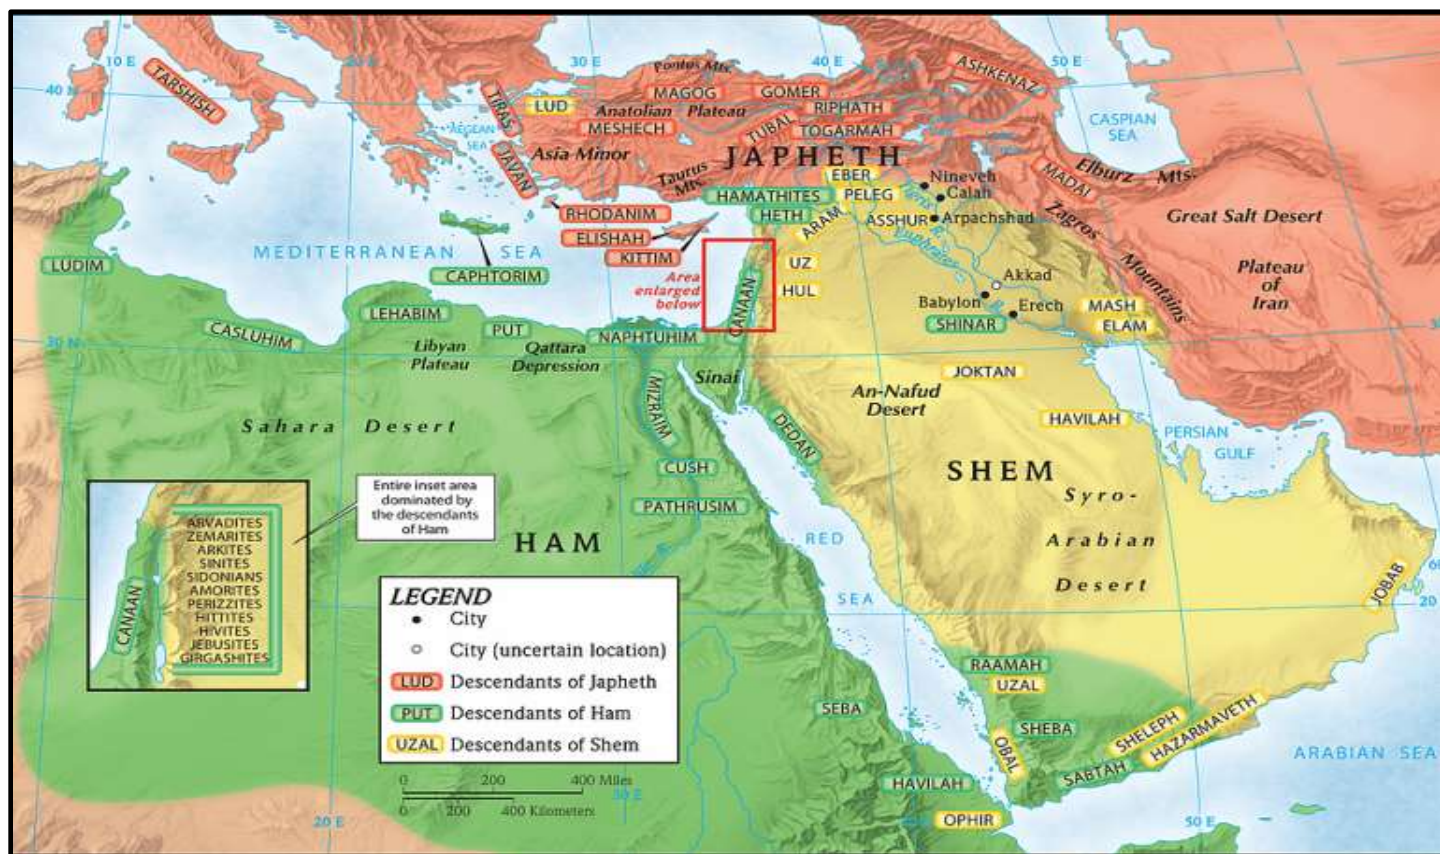 10 E
20 E
30 E
40 E
50 E
40 N
TARSHISH
TIRAS
LUD
Pontus Mts.
MAGOG
GOMER
ASHKENAZ
Anatolian Plateau
RIPHATH
MESHECH
TUBAL
TOGARMAH
CASPIAN
SEA
AEGEAN
SEA
Asia Minor
JAPHETH
JAVAN
Taurus
Mts.
EBER
Nineveh
MADAI
Elburz Mts.
HAMATHITES
PELEG
Calah
RHODANIM
HETH
ARAM
ASSHUR
Arpachshad
Zagros
Mountains
Great Salt Desert
MEDITERRANEAN SEA
ELISHAH
Tigris R.
Euphrates R.
KITTIM
LUDIM
CAPHTORIM
Area
enlarged
below
UZ
HUL
CANAAN
Akkad
Plateau
of
Iran
Babylon
Erech
MASH
ELAM
SHINAR
LEHABIM
CASLUHIM
PUT
NAPHTUHIM
30 N
Libyan
Plateau
Qattara
Depression
Sinai
JOKTAN
An-Nafud
Desert
MIZRAIM
DEDAN
HAVILAH
PERSIAN
GULF
Sahara Desert
CUSH
SHEM
PATHRUSIM
Syro-
Arabian
Desert
HAM
RED
SEA
Entire inset area
dominated by
the descendants
of Ham
ARVADITES
ZEMARITES
ARKITES
SINITES
SIDONIANS
AMORITES
PERIZZITES
HITTITES
HIVITES
JEBUSITES
GIRGASHITES
CANAAN
JOBAB
60
20
LEGEND
City
City (uncertain location)
LUD Descendants of Japheth
PUT Descendants of Ham
UZAL Descendants of Shem
0 200 400 Miles
0 200 400 Kilometers
RAAMAH
UZAL
SEBA
SHEBA
OBAL
SHELEPH
HAZARMAVETH
SABTAH
HAVILAH
OPHIR
ARABIAN SEA
20 E
30 E
50 E